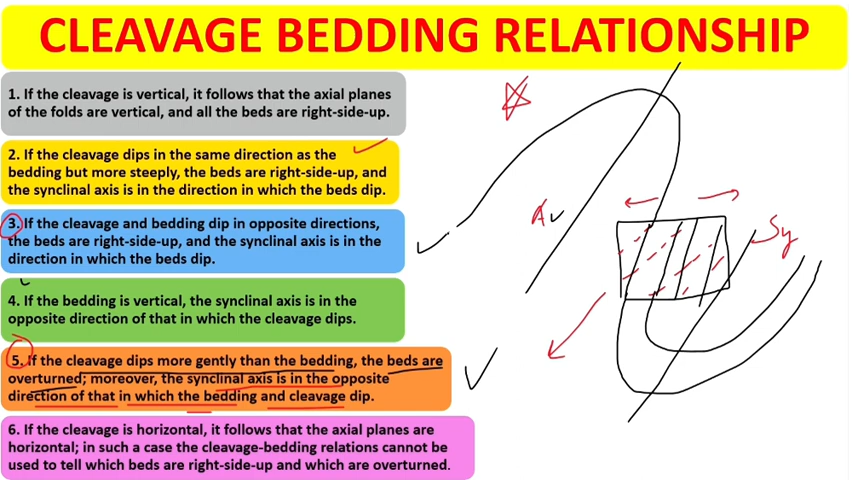 CLEAVAGE BEDDING RELATIONSHIP
1. If the cleavage is vertical, it follows that the axial planes
of the folds are vertical, and all the beds are right-side-up.
2. If the cleavage dips in the same direction as the
bedding but more steeply, the beds are right-side-up, and
the synclinal axis is in the direction in which the beds dip.
3. If the cleavage and bedding dip in opposite directions,
the beds are right-side-up, and the synclinal axis is in the
direction in which the beds dip.
4. If the bedding is vertical, the synclinal axis is in the
opposite direction of that in which the cleavage dips.
5. If the cleavage dips more gently than the bedding, the beds are
overturned; moreover, the synclinal axis is in the opposite
direction of that in which the bedding and cleavage dip.
6. If the cleavage is horizontal, it follows that the axial planes are
horizontal; in such a case the cleavage-bedding relations cannot be
used to tell which beds are right-side-up and which are overturned.
Sy